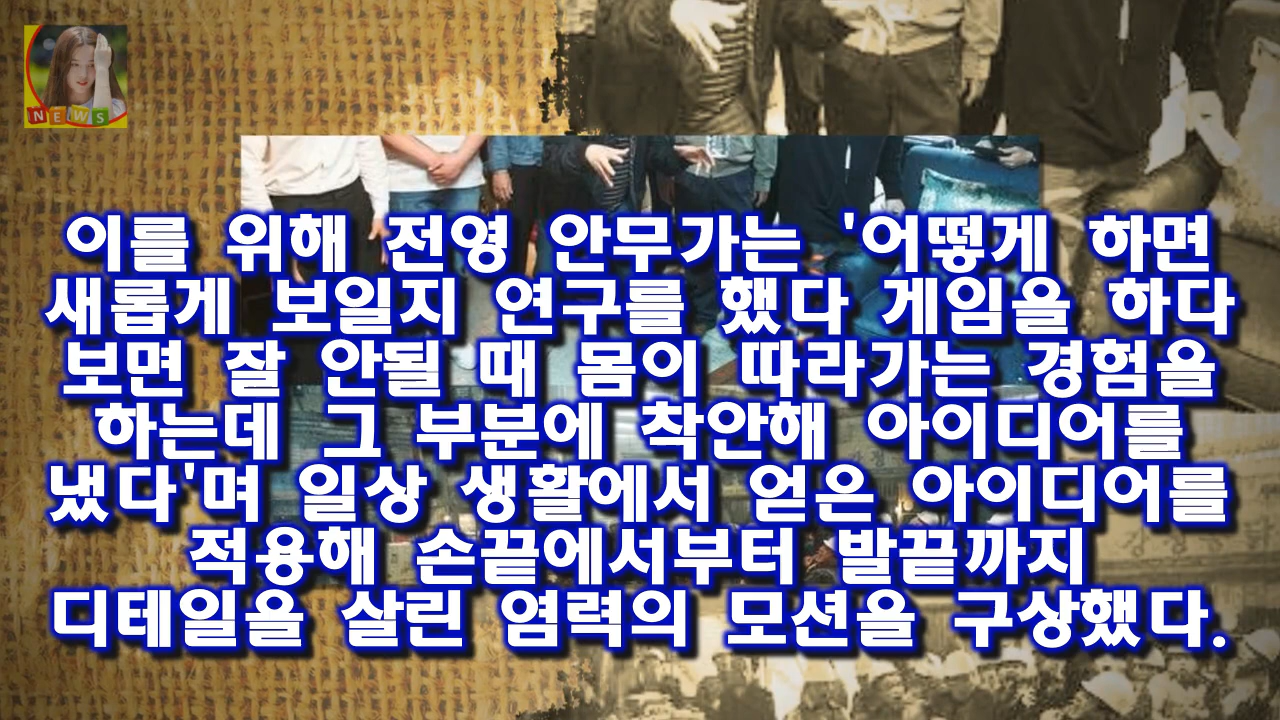 NEWS
이를 위해 전영 안무가는 '어떻게 하면
새롭게 보일지 연구를 했다 게임을 하다
보면 잘 안될 때 몸이 따라가는 경험을
하는데 그 부분에 착안해 아이디어를
냈다'며 일상 생활에서 얻은 아이디어를
적용해 손끝에서부터 발끝까지
디테일을 살린 염력의 모션을 구상했다.